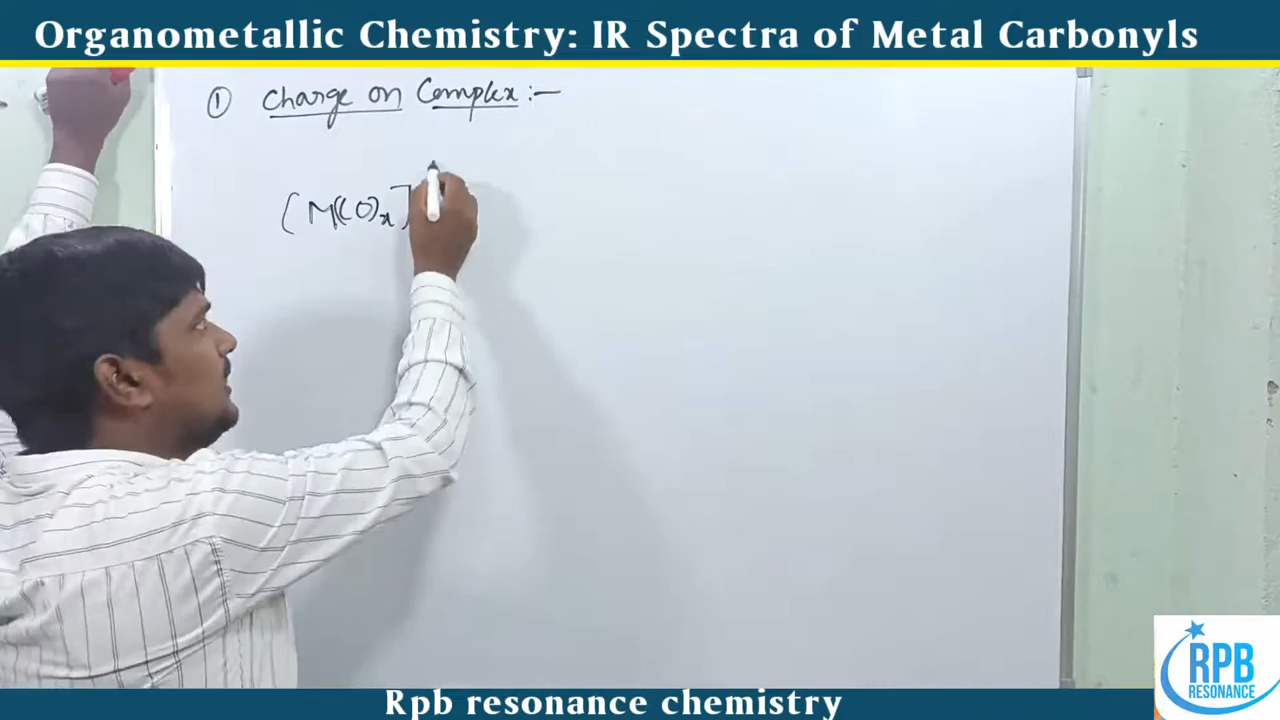 Organometallic Chemistry: IR Spectra of Metal Carbonyls
① Charge on Complex :-
[M(CO)x]
RPB
RESONANCE
Rpb resonance chemistry